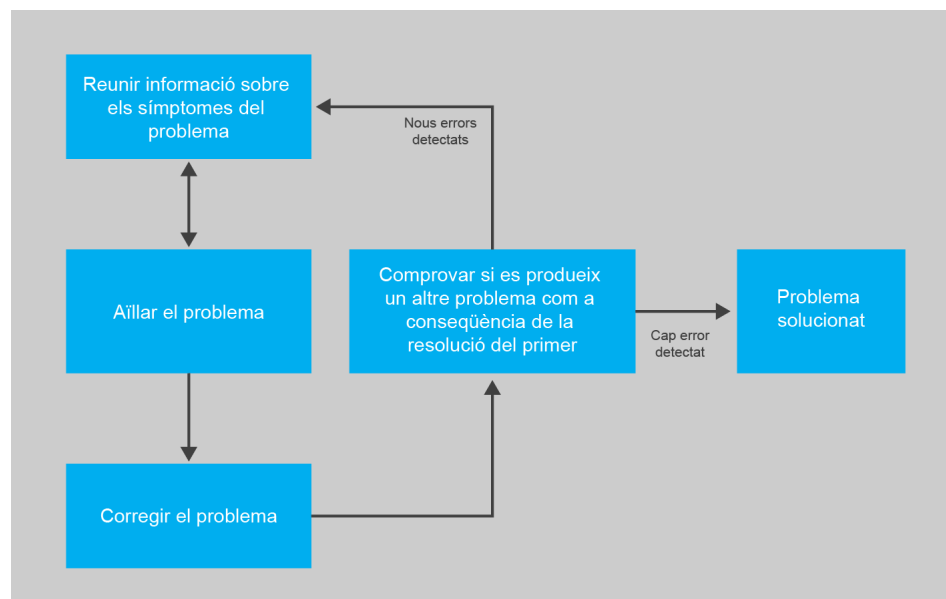 Reunir informació sobre
els símptomes del
problema
Nous errors
detectats
Aïllar el problema
Comprovar si es produeix
un altre problema com a
conseqüència de la
resolució del primer
Cap error
detectat
Problema
solucionat
Corregir el problema